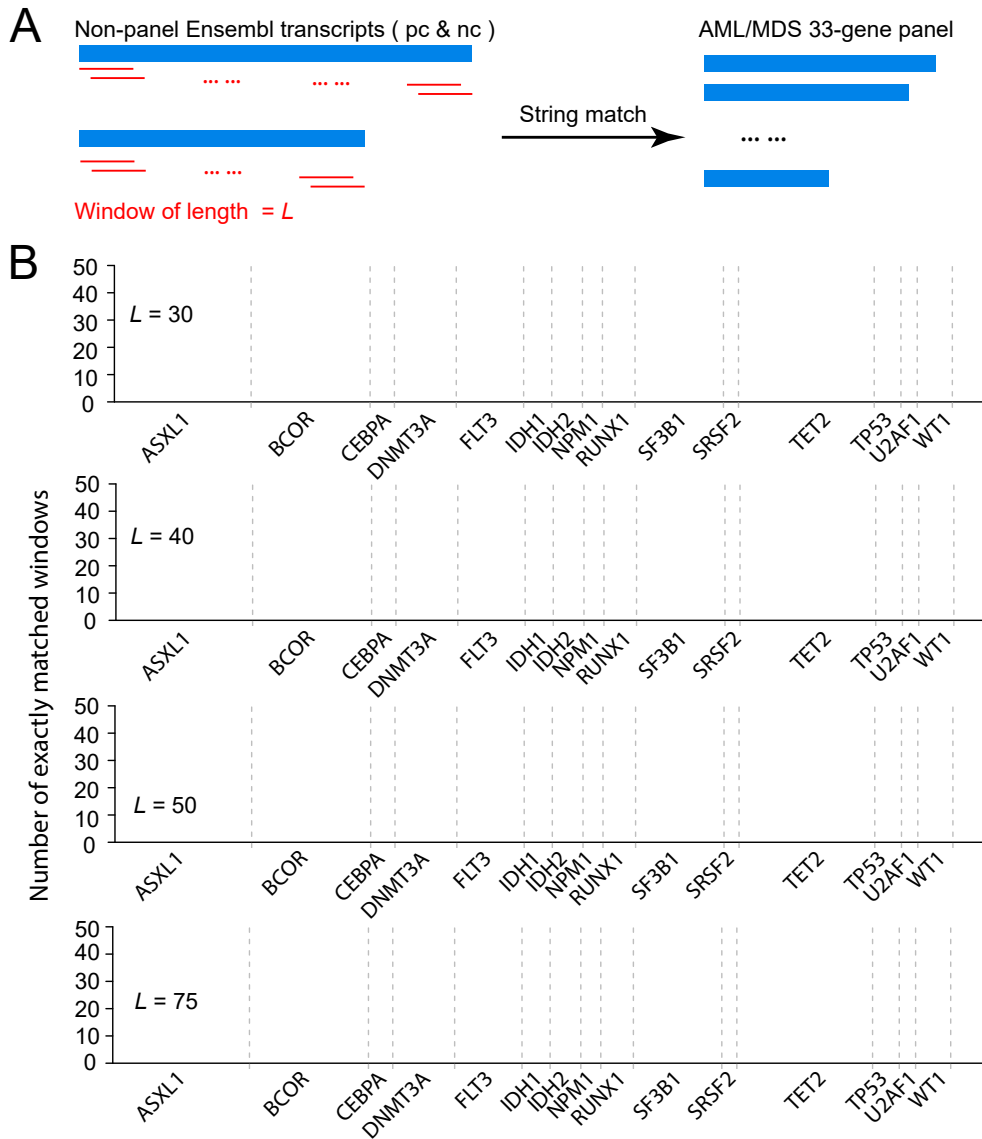 A
Non-panel Ensembl transcripts ( pc & nc )
AML/MDS 33-gene panel
... ...
... ...
String match
... ...
... ...
... ...
Window of length = L
B
Number of exactly matched windows
50
40
30
20
10
0
L = 30
ASXL1
BCOR
CEBPA
DNMT3A
FLT3
IDH1
IDH2
NPM1
RUNX1
SF3B1
SRSF2
TET2
TP53
U2AF1
WT1
50
40
30
20
10
0
L = 40
ASXL1
BCOR
CEBPA
DNMT3A
FLT3
IDH1
IDH2
NPM1
RUNX1
SF3B1
SRSF2
TET2
TP53
U2AF1
WT1
50
40
30
20
10
0
L = 50
ASXL1
BCOR
CEBPA
DNMT3A
FLT3
IDH1
IDH2
NPM1
RUNX1
SF3B1
SRSF2
TET2
TP53
U2AF1
WT1
50
40
30
20
10
0
L = 75
ASXL1
BCOR
CEBPA
DNMT3A
FLT3
IDH1
IDH2
NPM1
RUNX1
SF3B1
SRSF2
TET2
TP53
U2AF1
WT1